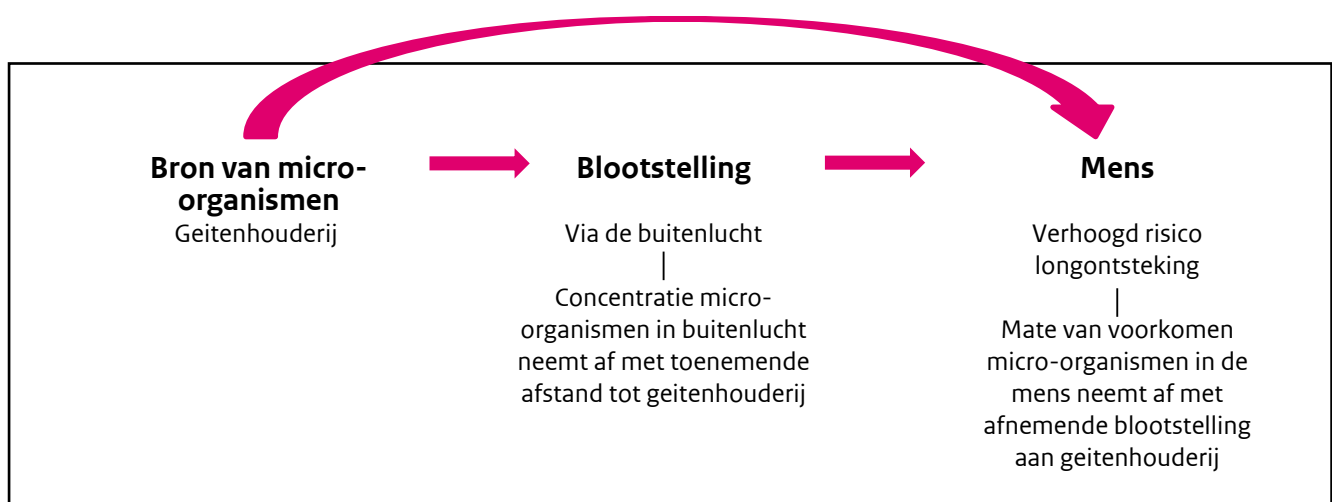 Bron van micro-
organismen
Geitenhouderij
Blootstelling
Via de buitenlucht
Concentratie micro-
organismen in buitenlucht
neemt af met toenemende
afstand tot geitenhouderij
Mens
Verhoogd risico
longontsteking
Mate van voorkomen
micro-organismen in de
mens neemt af met
afnemende blootstelling
aan geitenhouderij